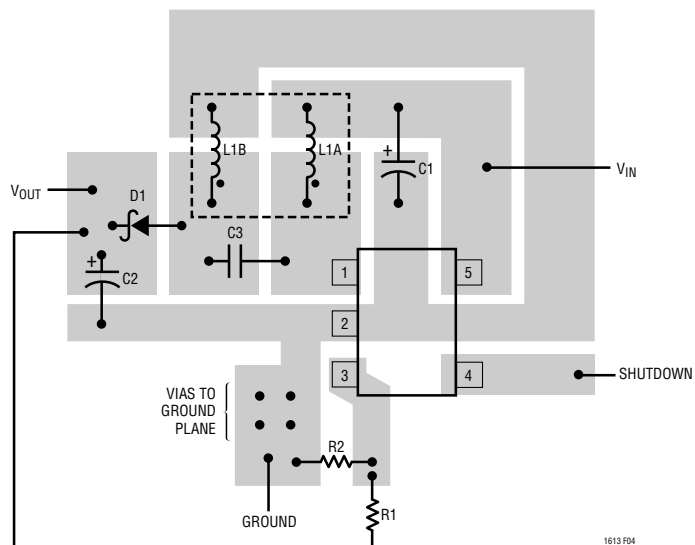 L1B
L1A
+
C1
VIN
VOUT
D1
C3
+
C2
1
5
2
3
4
SHUTDOWN
VIAS TO
GROUND
PLANE
R2
GROUND
R1
1613 F04